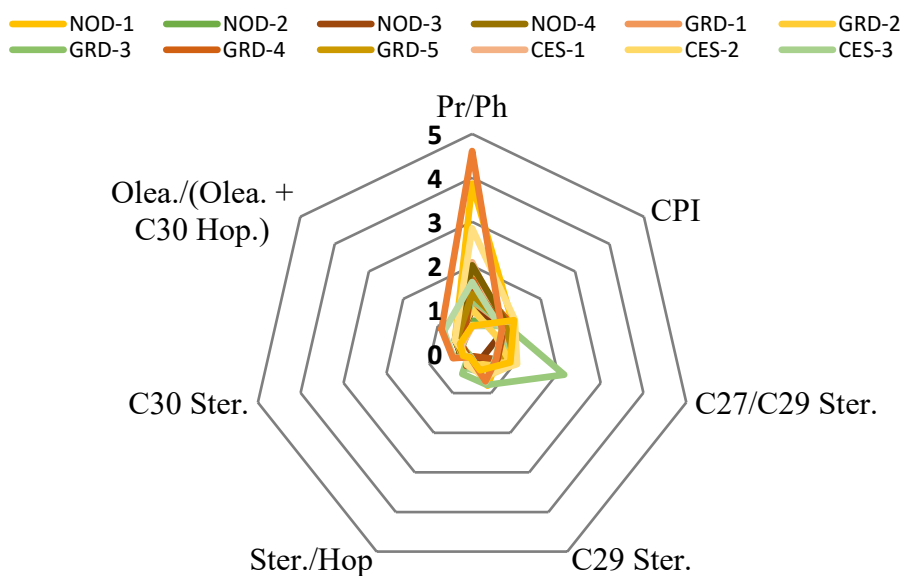 NOD-1 NOD-2 NOD-3 NOD-4 GRD-1 GRD-2
GRD-3 GRD-4 GRD-5 CES-1 CES-2 CES-3
Pr/Ph
5
4
3
2
1
0
CPI
C27/C29 Ster.
C29 Ster.
Ster./Hop
C30 Ster.
Olea./(Olea. +
C30 Hop.)